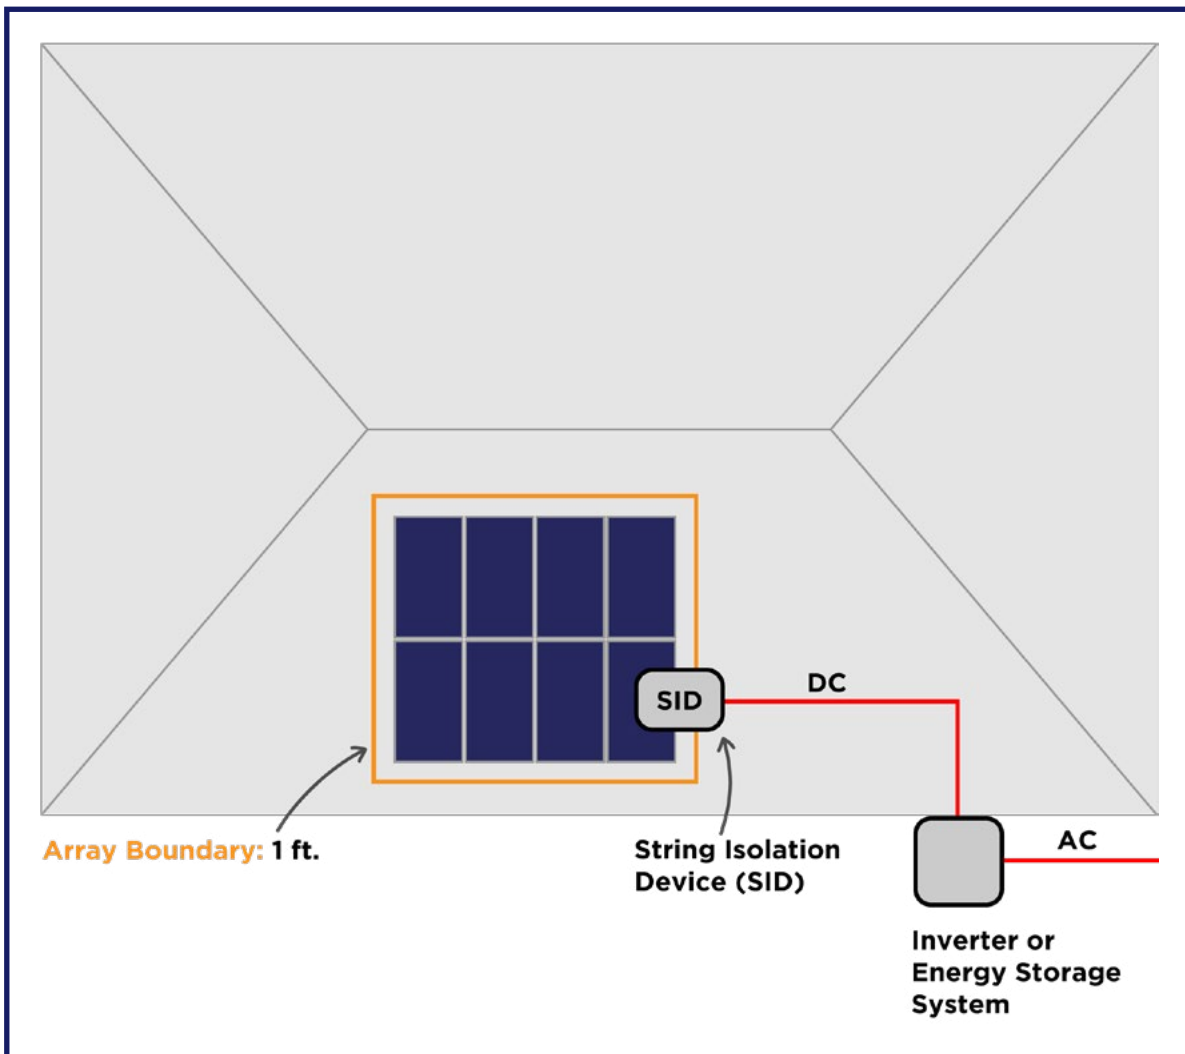 SID
DC
Array Boundary: 1 ft.
String Isolation
Device (SID)
AC
Inverter or
Energy Storage
System